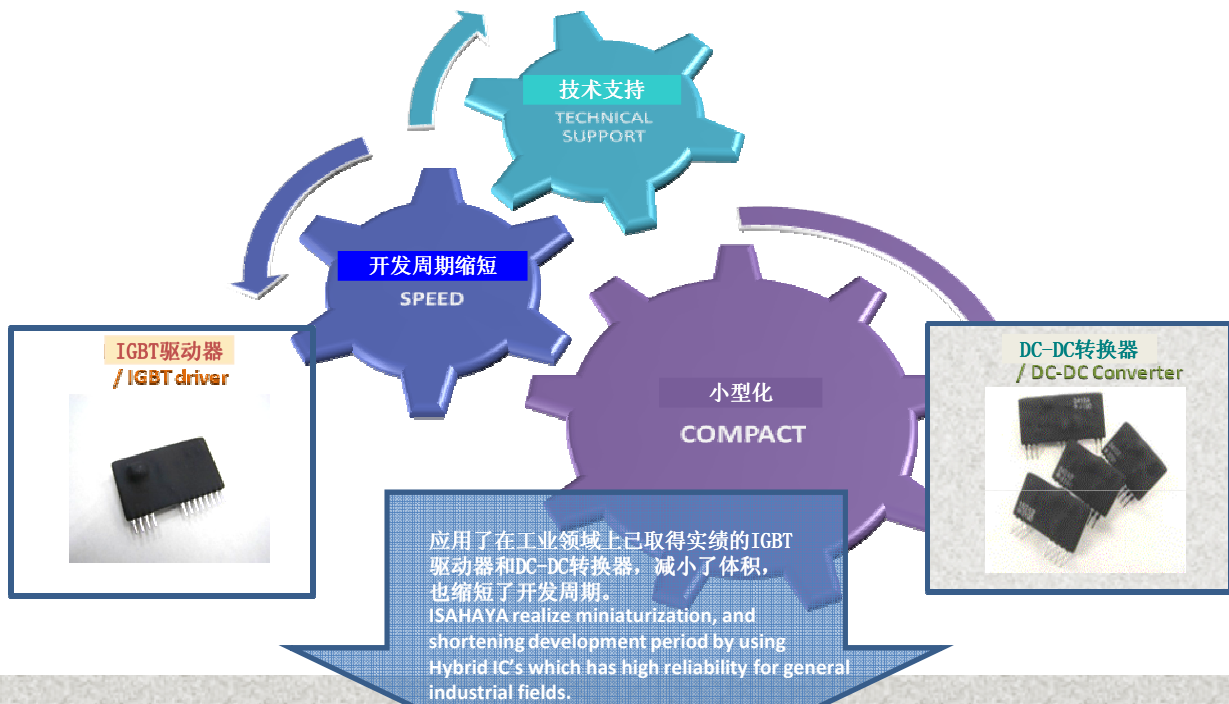 技术支持
TECHNICAL
SUPPORT
开发周期缩短
SPEED
IGBT驱动器
/ IGBT driver
小型化
COMPACT
DC-DC转换器
/ DC-DC Converter
应用了在工业领域上已取得实绩的IGBT
驱动器和DC-DC转换器，减小了体积，
也缩短了开发周期。
ISAHAYA realize miniaturization, and
shortening development period by using
Hybrid IC's which has high reliability for general
industrial fields.